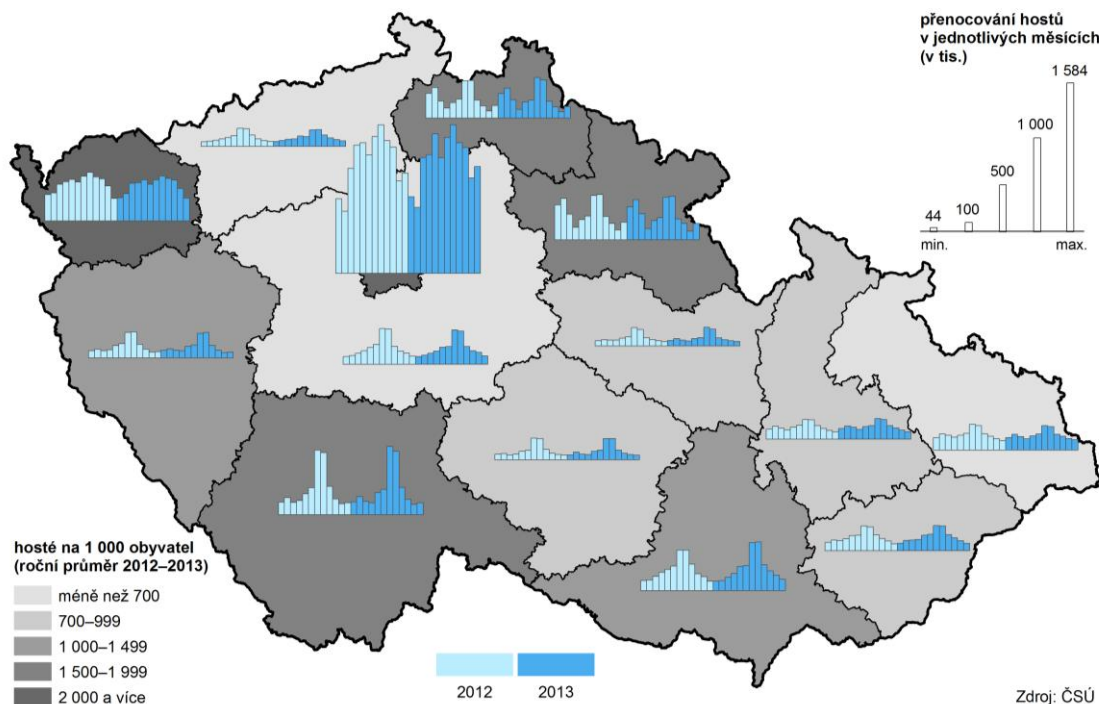 přenocování hostů
v jednotlivých měsících
(v tis.)
1 584
1 000
500
100
44
min.
max.
hosté na 1 000 obyvatel
(roční průměr 2012–2013)
méně než 700
700–999
1 000–1 499
1 500–1 999
2 000 a více
2012
2013
Zdroj: ČSÚ